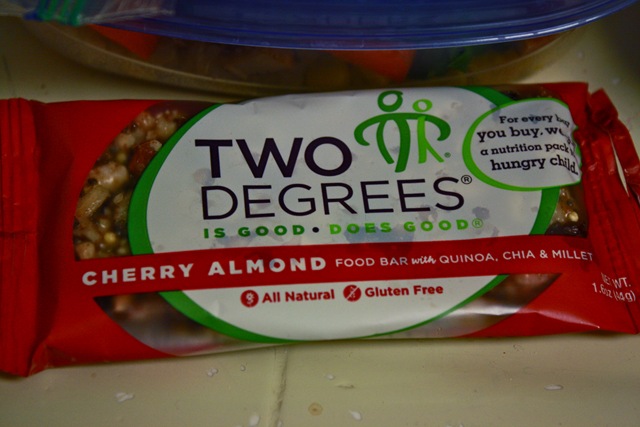 For every bar
you buy, we
a nutrition pack
hungry child.
TWO
DEGREES®
IS GOOD • DOES GOOD®
CHERRY ALMOND FOOD BAR with QUINOA, CHIA & MILLET
NET WT.
All Natural Gluten Free